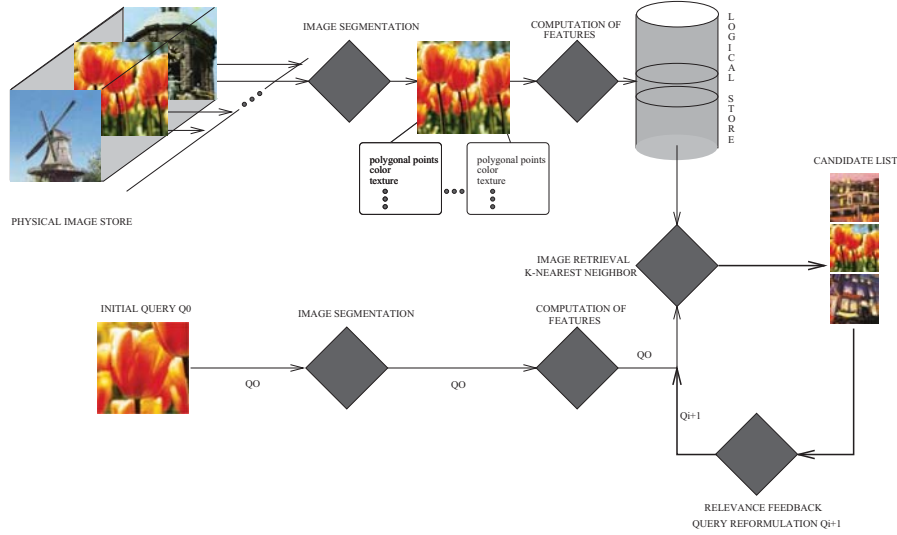 IMAGE SEGMENTATION
COMPUTATION OF
FEATURES
LOGICAL STORE
polygonal points
color
texture
polygonal points
color
texture
PHYSICAL IMAGE STORE
CANDIDATE LIST
IMAGE RETRIEVAL
K-NEAREST NEIGHBOR
INITIAL QUERY Q0
IMAGE SEGMENTATION
COMPUTATION OF
FEATURES
QO
QO
QO
Qi+1
RELEVANCE FEEDBACK
QUERY REFORMULATION Qi+1